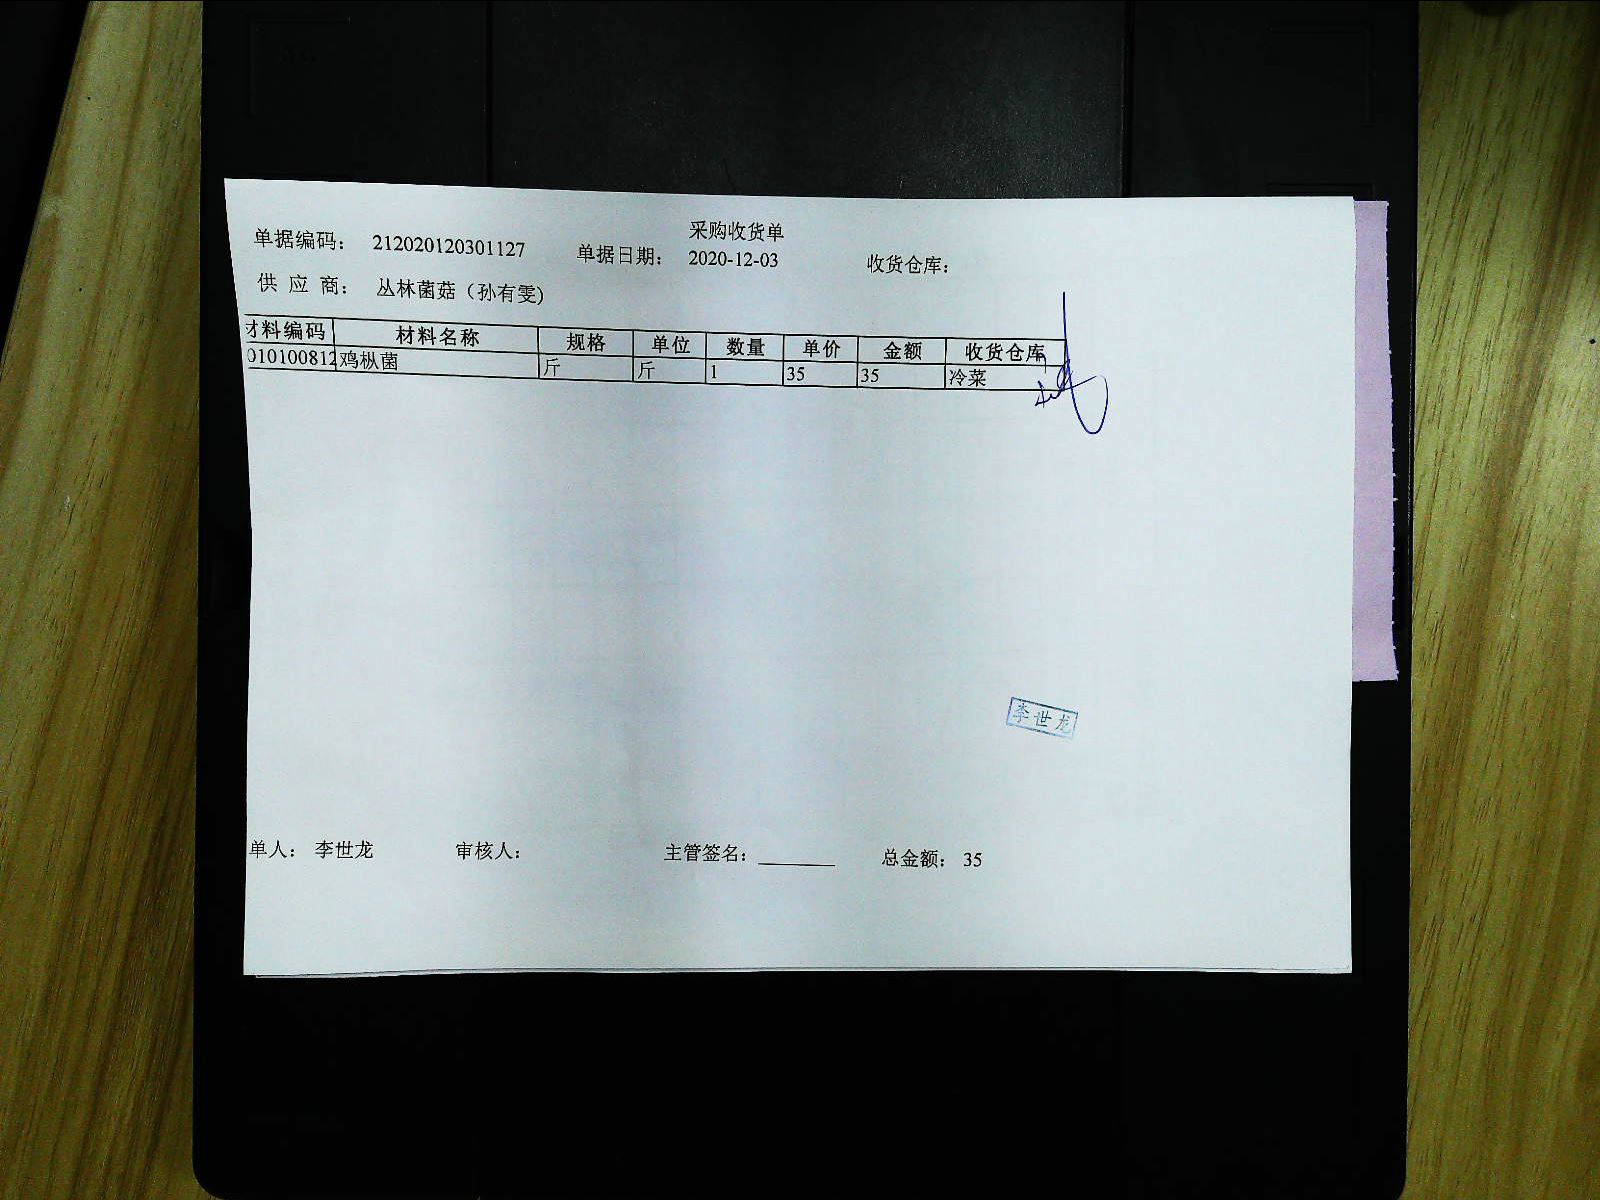 采购收货单
单据编码： 212020120301127 单据日期： 2020-12-03 收货仓库：
供 应 商： 丛林菌菇（孙有雯)
材料编码 材料名称 规格 单位 数量 单价 金额 收货仓库
010100812 鸡枞菌 斤 斤 1 35 35 冷菜
李世龙
单人： 李世龙 审核人： 主管签名： 总金额： 35